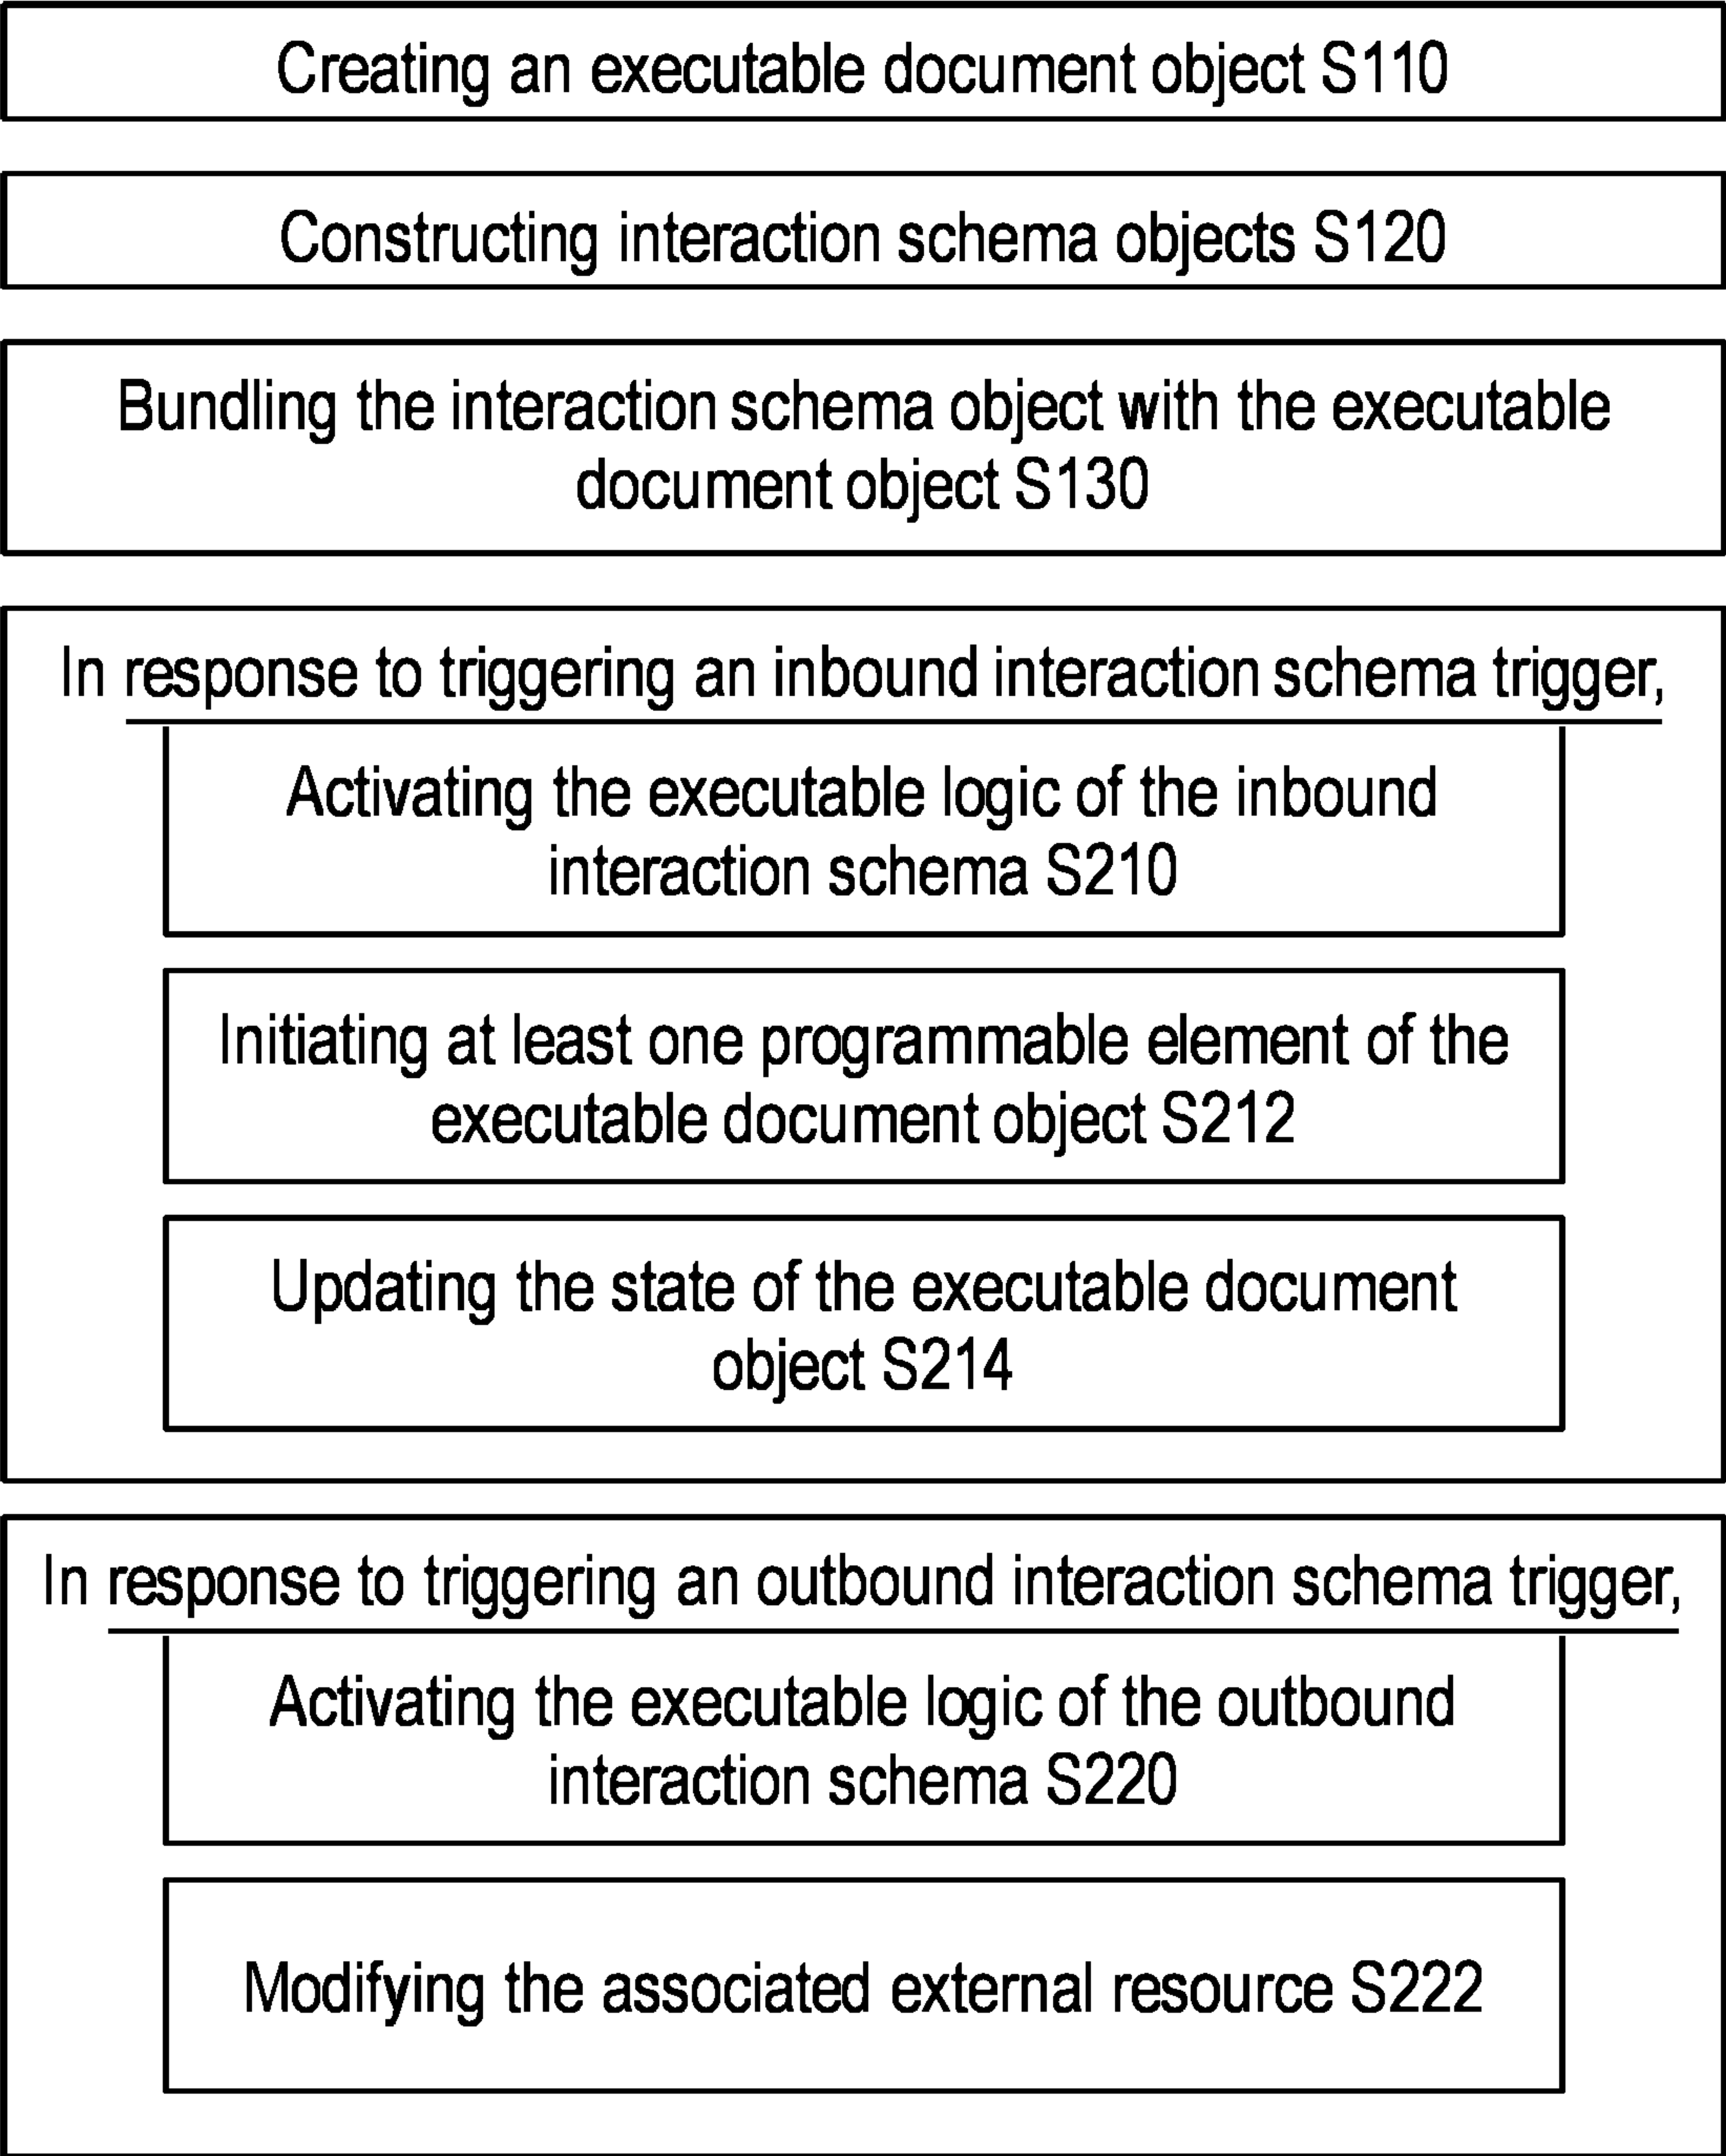 Creating an executable document object S110
Constructing interaction schema objects S120
Bundling the interaction schema object with the executable
document object S130
In response to triggering an inbound interaction schema trigger,
Activating the executable logic of the inbound
interaction schema S210
Initiating at least one programmable element of the
executable document object S212
Updating the state of the executable document
object S214
In response to triggering an outbound interaction schema trigger,
Activating the executable logic of the outbound
interaction schema S220
Modifying the associated external resource S222